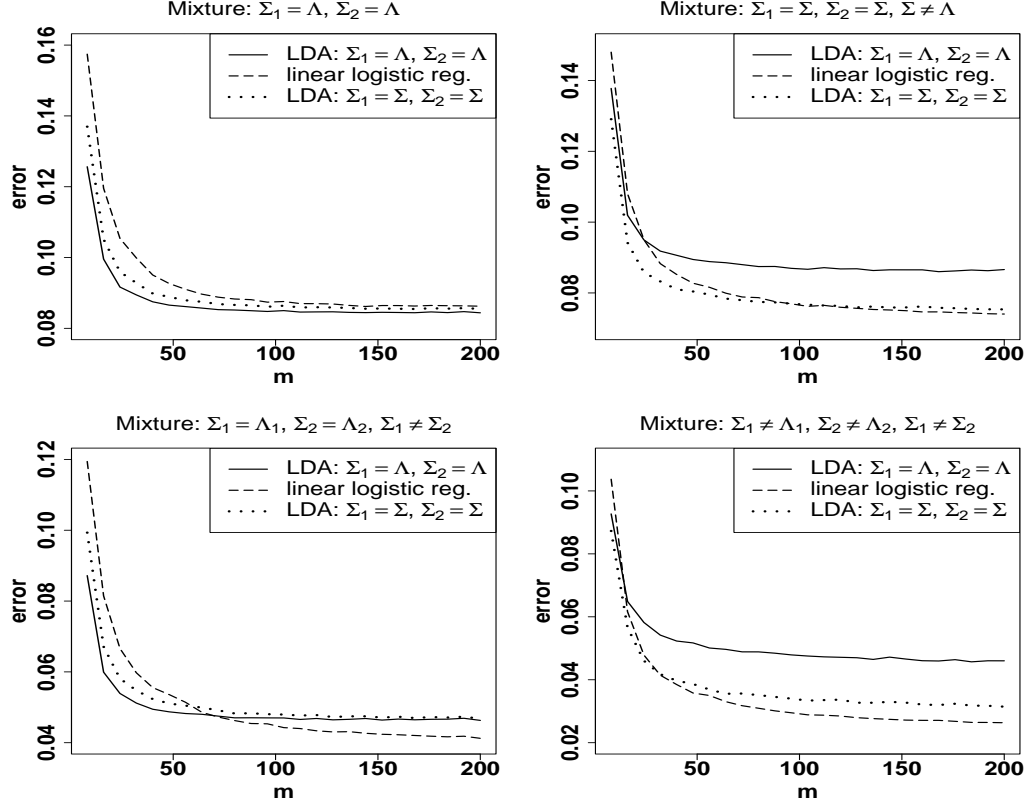 Mixture: Σ₁ = Λ, Σ₂ = Λ
0.16
0.14
0.12
0.10
0.08
error
LDA: Σ₁ = Λ, Σ₂ = Λ
linear logistic reg.
LDA: Σ₁ = Σ, Σ₂ = Σ
50
100
150
200
m
Mixture: Σ₁ = Σ, Σ₂ = Σ, Σ ≠ Λ
0.14
0.12
0.10
0.08
error
LDA: Σ₁ = Λ, Σ₂ = Λ
linear logistic reg.
LDA: Σ₁ = Σ, Σ₂ = Σ
50
100
150
200
m
Mixture: Σ₁ = Λ₁, Σ₂ = Λ₂, Σ₁ ≠ Σ₂
0.12
0.10
0.08
0.06
0.04
error
LDA: Σ₁ = Λ, Σ₂ = Λ
linear logistic reg.
LDA: Σ₁ = Σ, Σ₂ = Σ
50
100
150
200
m
Mixture: Σ₁ ≠ Λ₁, Σ₂ ≠ Λ₂, Σ₁ ≠ Σ₂
0.10
0.08
0.06
0.04
0.02
error
LDA: Σ₁ = Λ, Σ₂ = Λ
linear logistic reg.
LDA: Σ₁ = Σ, Σ₂ = Σ
50
100
150
200
m